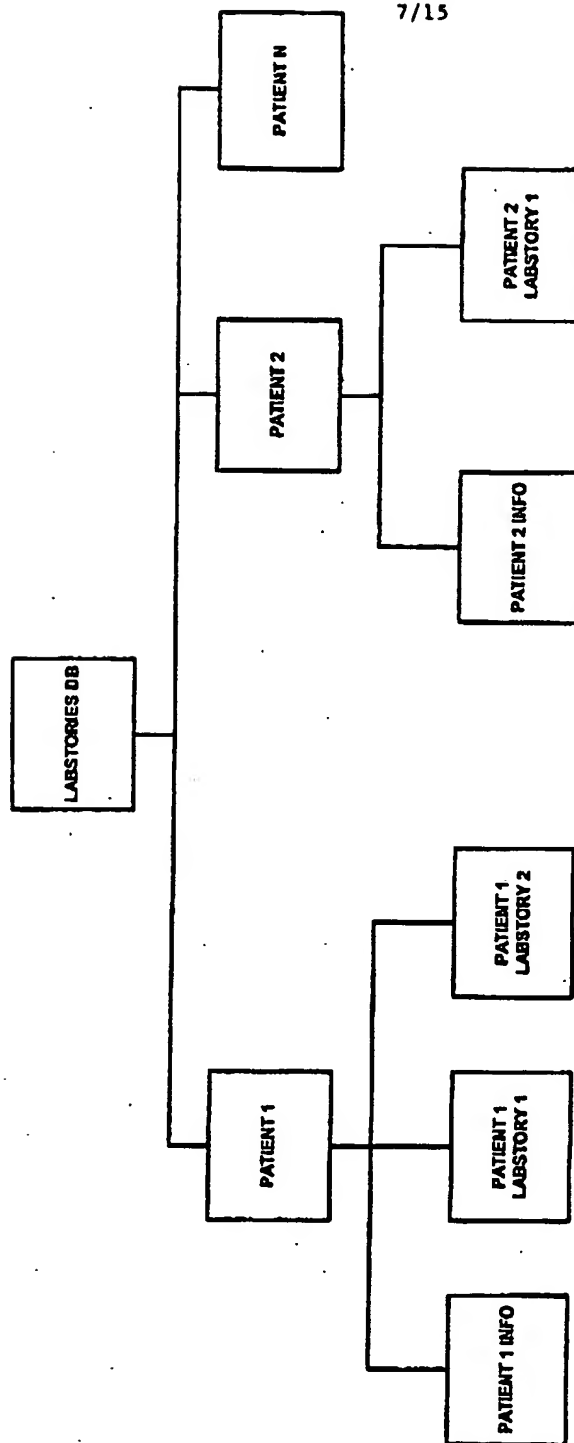 7/15
LABSTORIES DB
PATIENT 1
PATIENT 2
PATIENT N
PATIENT 1 INFO
PATIENT 1
LABSTORY 1
PATIENT 1
LABSTORY 2
PATIENT 2 INFO
PATIENT 2
LABSTORY 1